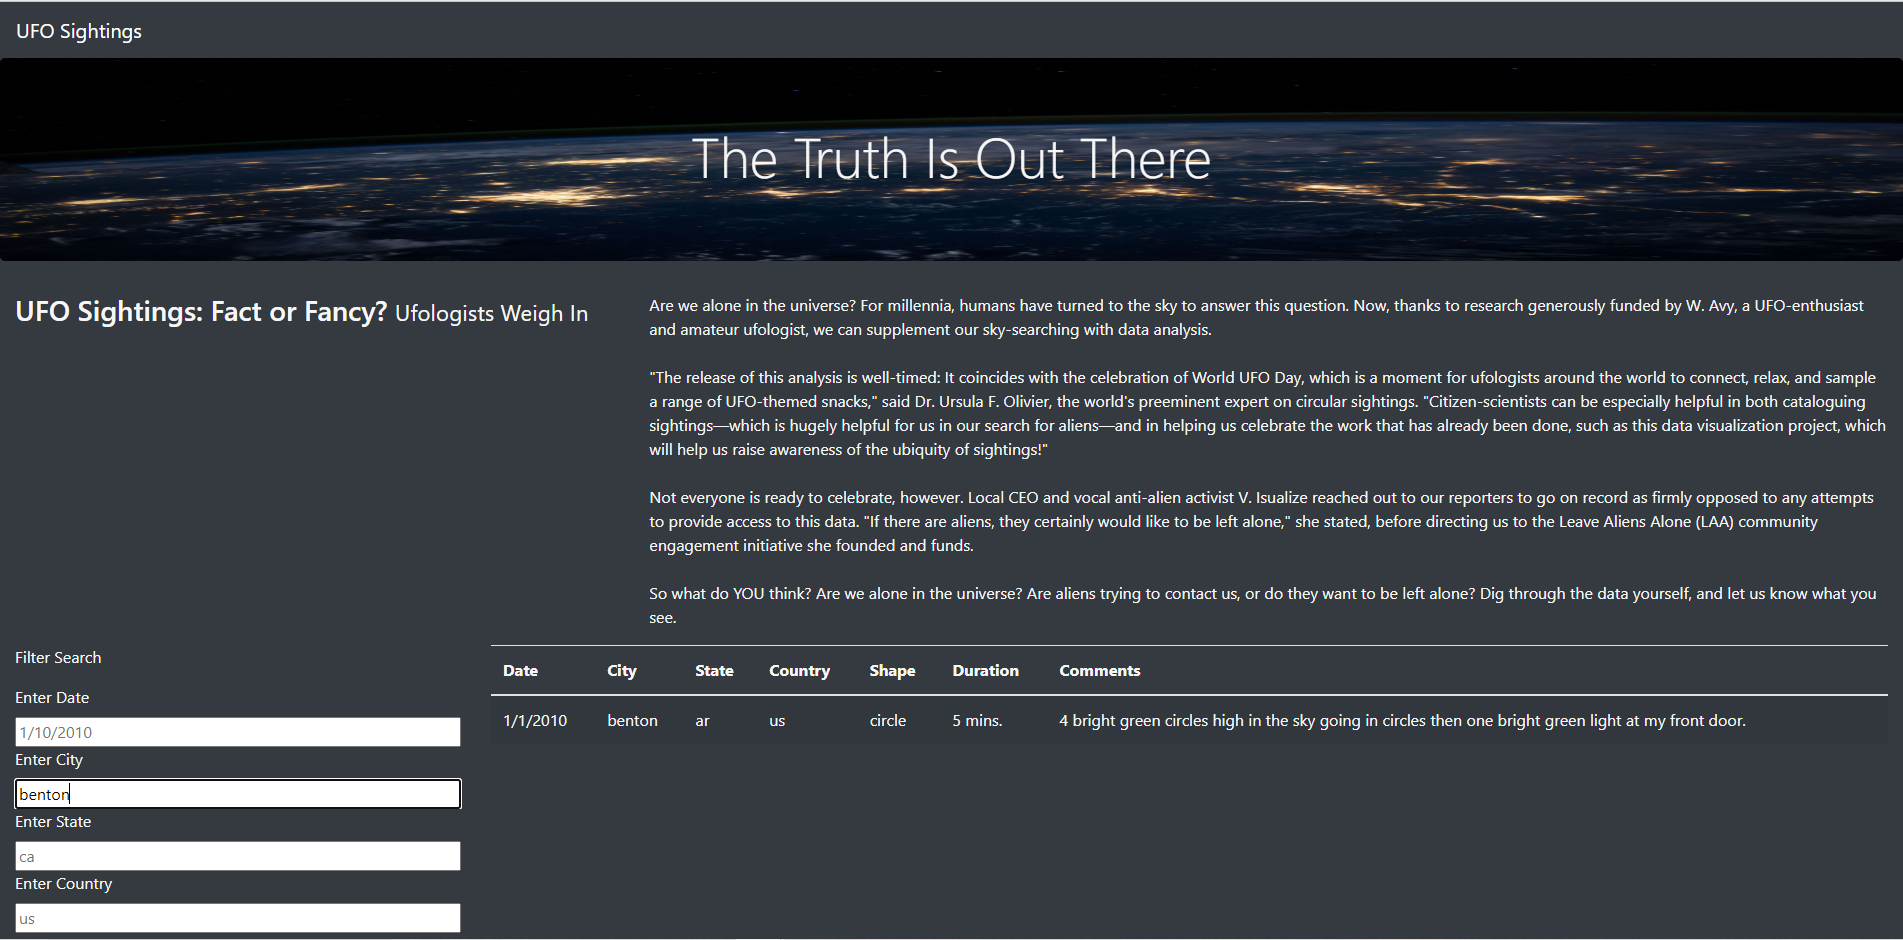 UFO Sightings
The Truth Is Out There
UFO Sightings: Fact or Fancy? Ufologists Weigh In
Are we alone in the universe? For millennia, humans have turned to the sky to answer this question. Now, thanks to research generously funded by W. Avy, a UFO-enthusiast
and amateur ufologist, we can supplement our sky-searching with data analysis.
"The release of this analysis is well-timed: It coincides with the celebration of World UFO Day, which is a moment for ufologists around the world to connect, relax, and sample
a range of UFO-themed snacks," said Dr. Ursula F. Olivier, the world's preeminent expert on circular sightings. "Citizen-scientists can be especially helpful in both cataloguing
sightings—which is hugely helpful for us in our search for aliens—and in helping us celebrate the work that has already been done, such as this data visualization project, which
will help us raise awareness of the ubiquity of sightings!"
Not everyone is ready to celebrate, however. Local CEO and vocal anti-alien activist V. Isualize reached out to our reporters to go on record as firmly opposed to any attempts
to provide access to this data. "If there are aliens, they certainly would like to be left alone," she stated, before directing us to the Leave Aliens Alone (LAA) community
engagement initiative she founded and funds.
So what do YOU think? Are we alone in the universe? Are aliens trying to contact us, or do they want to be left alone? Dig through the data yourself, and let us know what you
see.
Filter Search
Enter Date
1/10/2010
Enter City
benton
Enter State
ca
Enter Country
us
Date City State Country Shape Duration Comments
1/1/2010 benton ar us circle 5 mins. 4 bright green circles high in the sky going in circles then one bright green light at my front door.